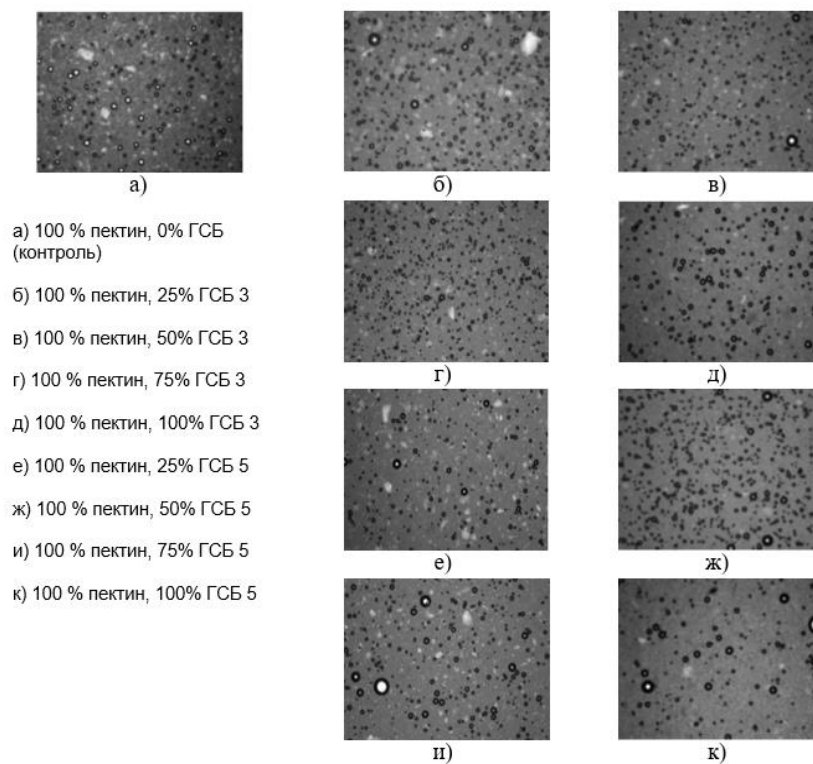 а)
б)
в)
а) 100 % пектин, 0% ГСБ
(контроль)
б) 100 % пектин, 25% ГСБ 3
в) 100 % пектин, 50% ГСБ 3
г) 100 % пектин, 75% ГСБ 3
д) 100 % пектин, 100% ГСБ 3
е) 100 % пектин, 25% ГСБ 5
ж) 100 % пектин, 50% ГСБ 5
и) 100 % пектин, 75% ГСБ 5
к) 100 % пектин, 100% ГСБ 5
г)
д)
е)
ж)
и)
к)